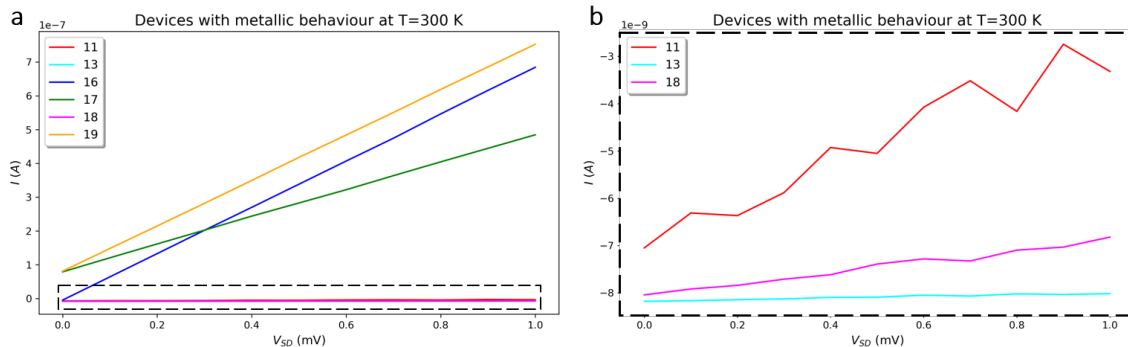 a
Devices with metallic behaviour at T=300 K
1e−7
11
13
16
17
18
19
7
6
5
4
3
2
1
0
I (A)
0.0 0.2 0.4 0.6 0.8 1.0
V_SD (mV)
b
Devices with metallic behaviour at T=300 K
1e−9
11
13
18
−3
−4
−5
−6
−7
−8
I (A)
0.0 0.2 0.4 0.6 0.8 1.0
V_SD (mV)